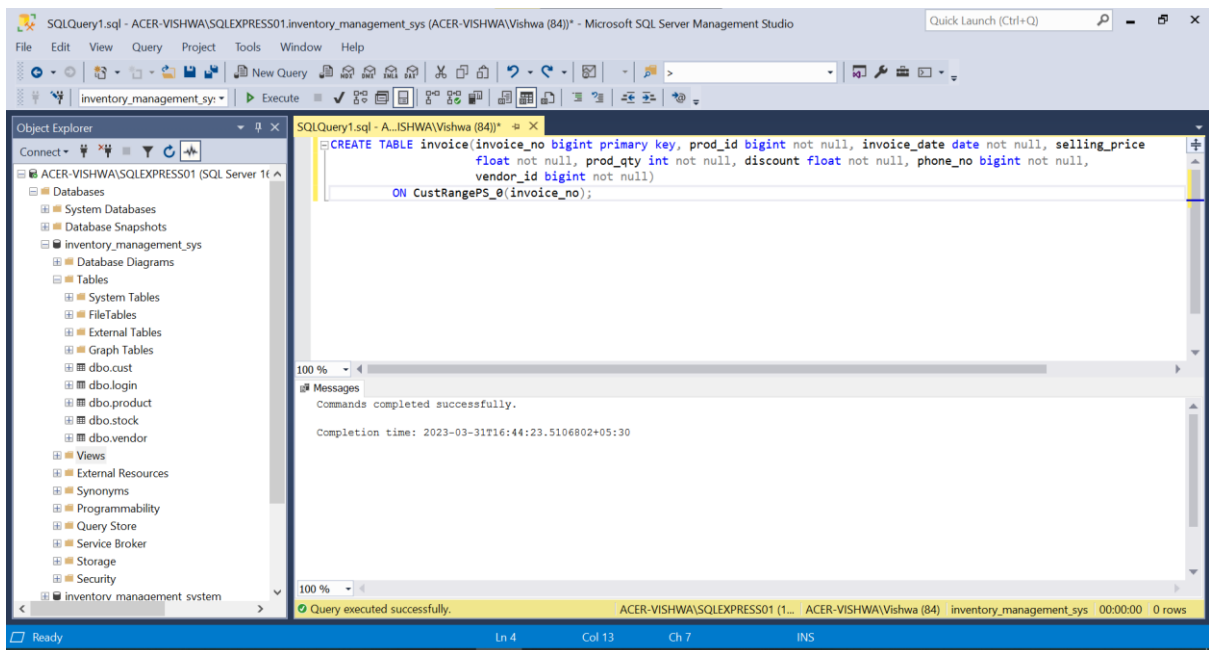 SQLQuery1.sql - ACER-VISHWA\SQLEXPRESS01.inventory_management_sys (ACER-VISHWA\Vishwa (84))* - Microsoft SQL Server Management Studio
Quick Launch (Ctrl+Q)
File Edit View Query Project Tools Window Help
New Query
inventory_management_sy:
Execute
Object Explorer
SQLQuery1.sql - A...ISHWA\Vishwa (84))*
Connect
ACER-VISHWA\SQLEXPRESS01 (SQL Server 16
Databases
System Databases
Database Snapshots
inventory_management_sys
Database Diagrams
Tables
System Tables
FileTables
External Tables
Graph Tables
dbo.cust
dbo.login
dbo.product
dbo.stock
dbo.vendor
Views
External Resources
Synonyms
Programmability
Query Store
Service Broker
Storage
Security
inventory management system
CREATE TABLE invoice(invoice_no bigint primary key, prod_id bigint not null, invoice_date date not null, selling_price
float not null, prod_qty int not null, discount float not null, phone_no bigint not null,
vendor_id bigint not null)
ON CustRangePS_0(invoice_no);
100 %
Messages
Commands completed successfully.
Completion time: 2023-03-31T16:44:23.5106802+05:30
100 %
Query executed successfully.
ACER-VISHWA\SQLEXPRESS01 (1... ACER-VISHWA\Vishwa (84) inventory_management_sys 00:00:00 0 rows
Ready
Ln 4 Col 13 Ch 7 INS